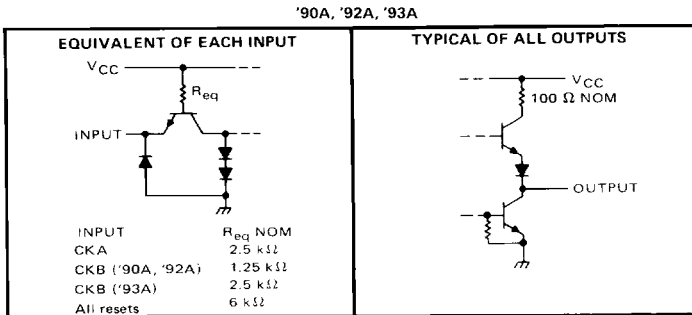 '90A, '92A, '93A
EQUIVALENT OF EACH INPUT
VCC
Req
INPUT
INPUT Req NOM
CKA 2.5 kΩ
CKB ('90A, '92A) 1.25 kΩ
CKB ('93A) 2.5 kΩ
All resets 6 kΩ
TYPICAL OF ALL OUTPUTS
VCC
100 Ω NOM
OUTPUT